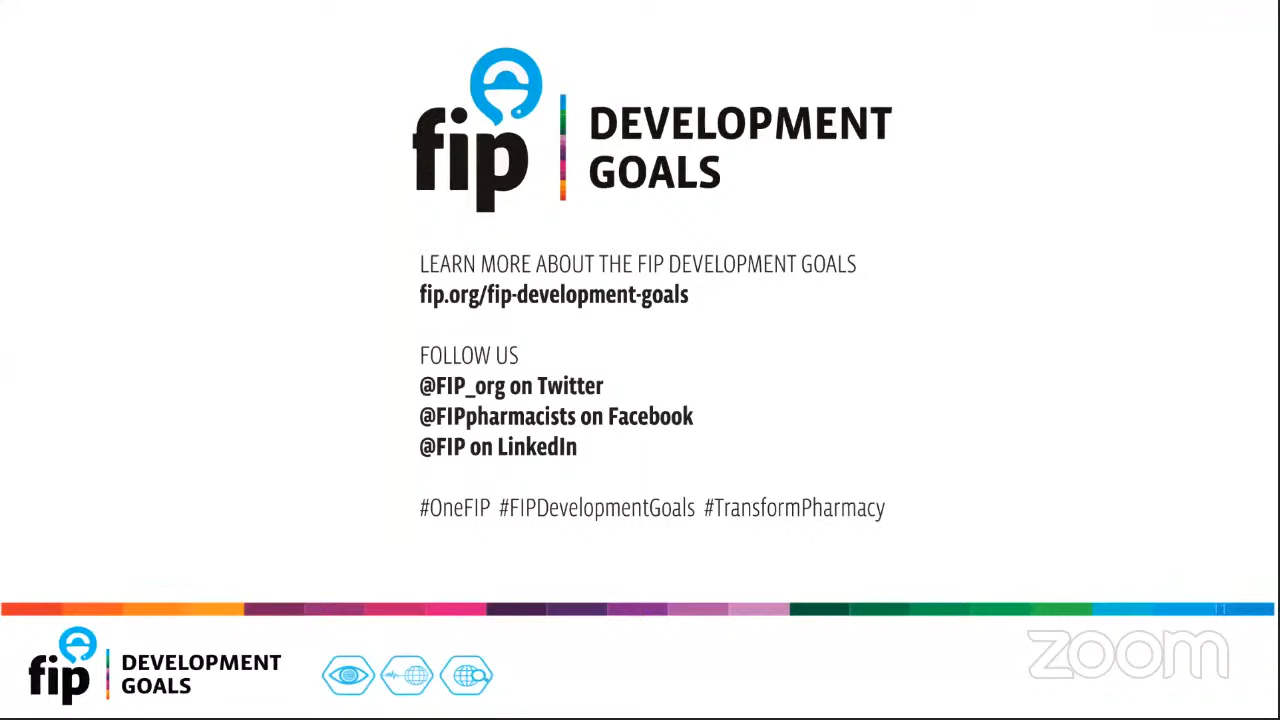 fip
DEVELOPMENT
GOALS
LEARN MORE ABOUT THE FIP DEVELOPMENT GOALS
fip.org/fip-development-goals
FOLLOW US
@FIP_org on Twitter
@FIPpharmacists on Facebook
@FIP on LinkedIn
#OneFIP #FIPDevelopmentGoals #TransformPharmacy
11
fip
DEVELOPMENT
GOALS
zoom